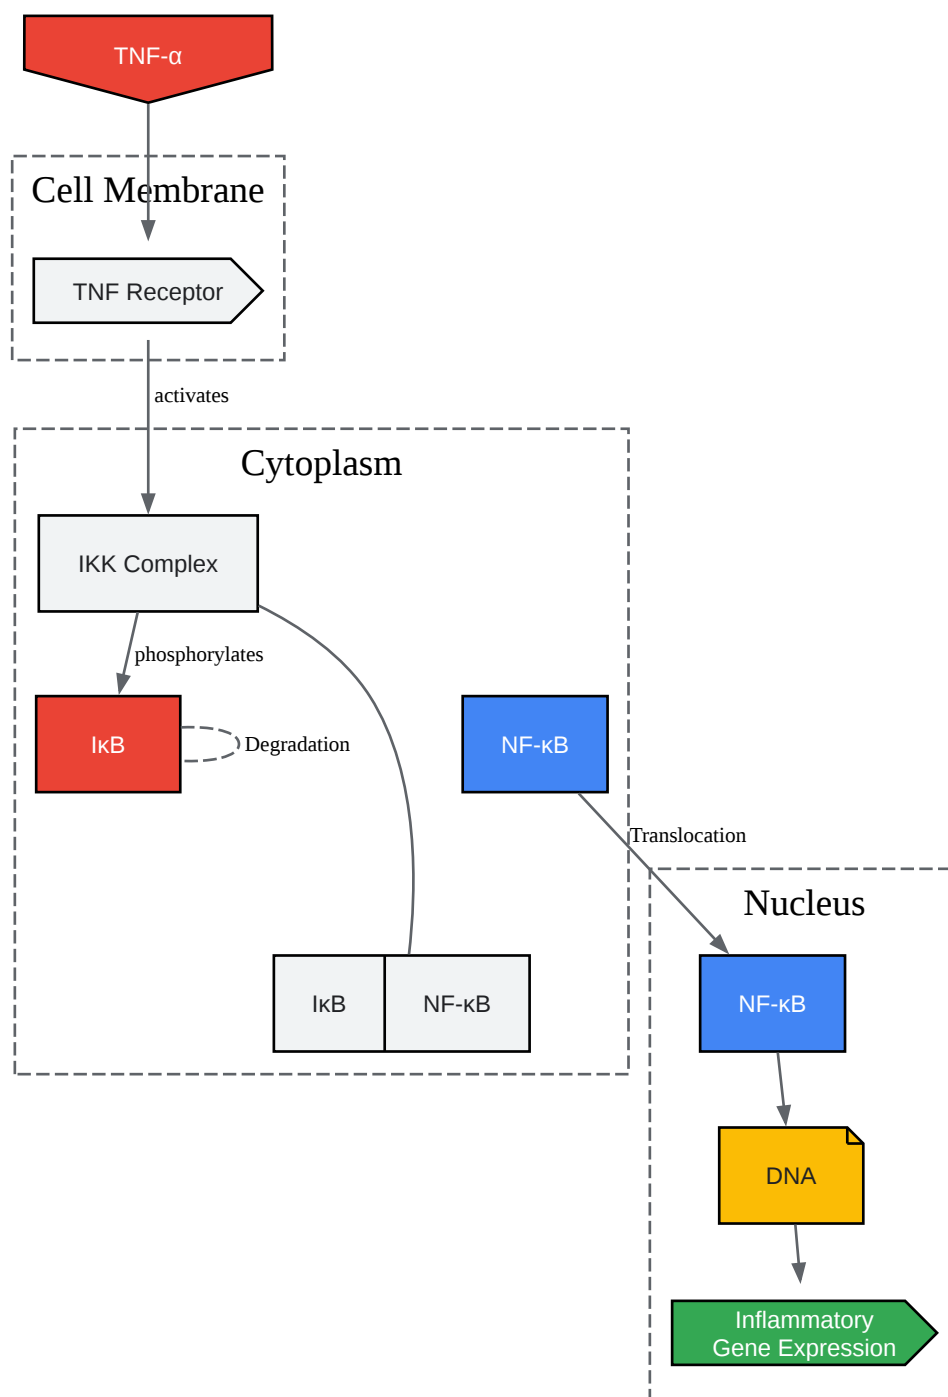 TNF-α
Cell Membrane
TNF Receptor
activates
Cytoplasm
IKK Complex
phosphorylates
IκB
Degradation
NF-κB
Translocation
Nucleus
IκB
NF-κB
NF-κB
DNA
Inflammatory
Gene Expression